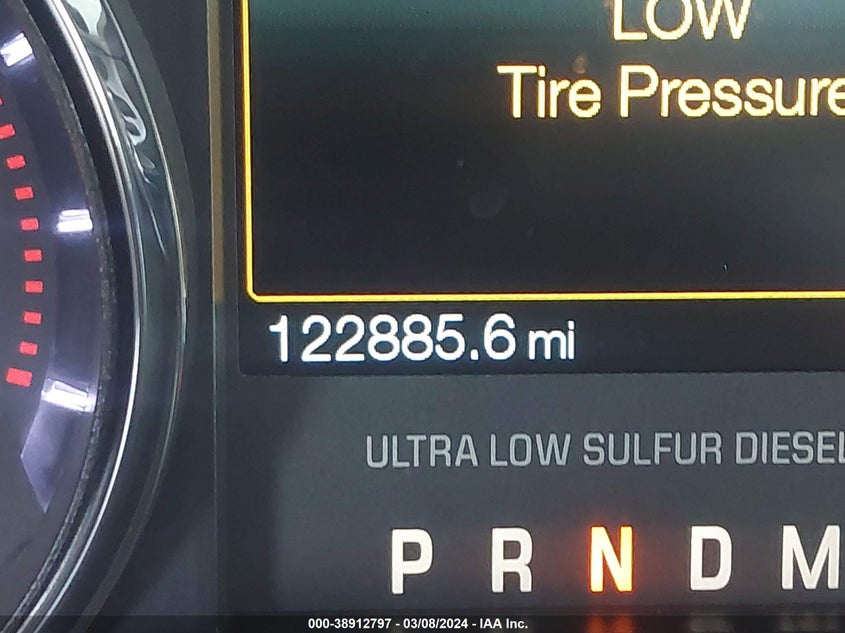 LOW
Tire Pressure
122885.6 mi
ULTRA LOW SULFUR DIESEL
P R N D M
000-38912797 - 03/08/2024 - IAA Inc.